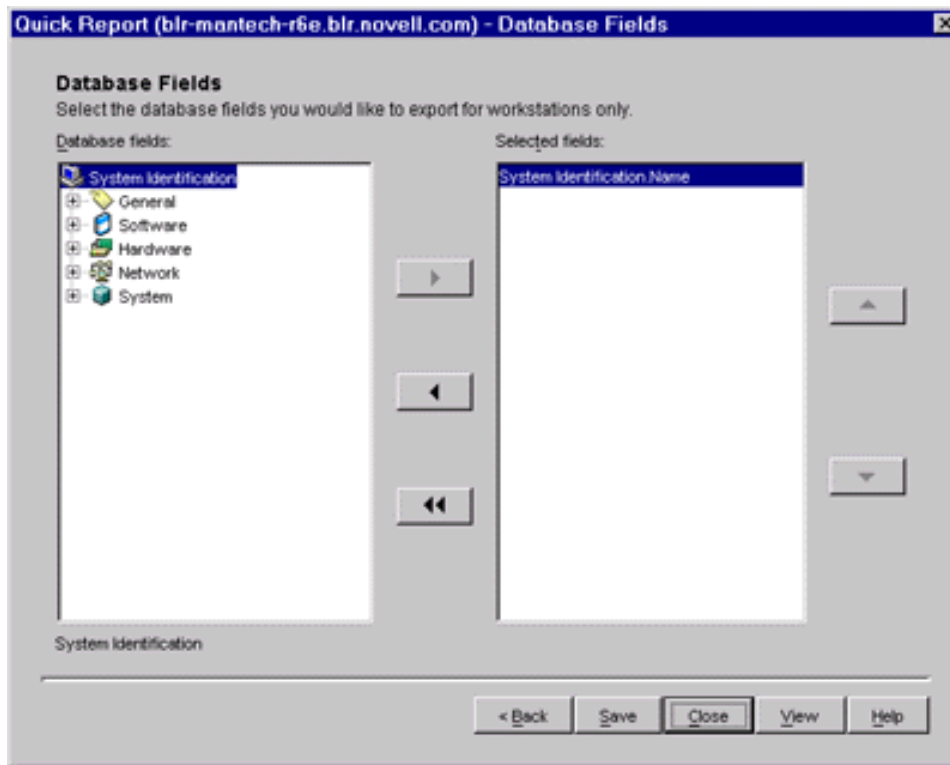 Quick Report (blr-mantech-r6e.blr.novell.com) - Database Fields
Database Fields
Select the database fields you would like to export for workstations only.
Database fields:
Selected fields:
System Identification
General
Software
Hardware
Network
System
System Identification.Name
System Identification
< Back
Save
Close
View
Help